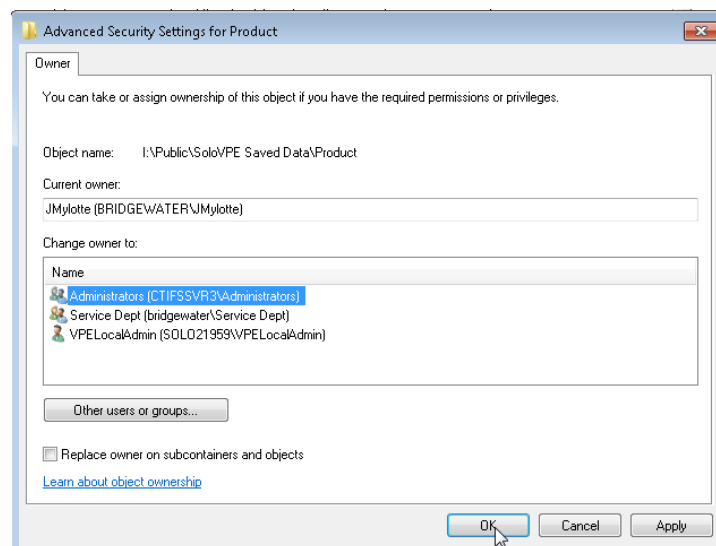 Advanced Security Settings for Product
Owner
You can take or assign ownership of this object if you have the required permissions or privileges.
Object name: I:\Public\SoloVPE Saved Data\Product
Current owner:
JMylotte (BRIDGEWATER\JMylotte)
Change owner to:
Name
Administrators (CTIFSSVR3\Administrators)
Service Dept (bridgewater\Service Dept)
VPELocalAdmin (SOLO21959\VPELocalAdmin)
Other users or groups...
Replace owner on subcontainers and objects
Learn about object ownership
OK Cancel Apply